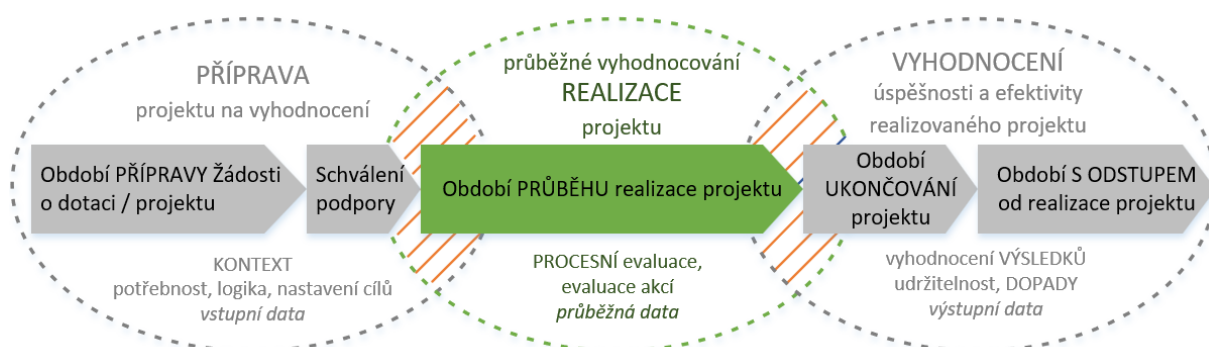 PŘÍPRAVA
projektu na vyhodnocení
průběžné vyhodnocování
REALIZACE
projektu
VYHODNOCENÍ
úspěšnosti a efektivity
realizovaného projektu
Období PŘÍPRAVY Žádosti
o dotaci / projektu
Schválení
podpory
Období PRŮBĚHU realizace projektu
Období
UKONČOVÁNÍ
projektu
Období S ODSTUPEM
od realizace projektu
KONTEXT
potřebnost, logika, nastavení cílů
vstupní data
PROCESNÍ evaluace,
evaluace akcí
průběžná data
vyhodnocení VÝSLEDKŮ
udržitelnost, DOPADY
výstupní data